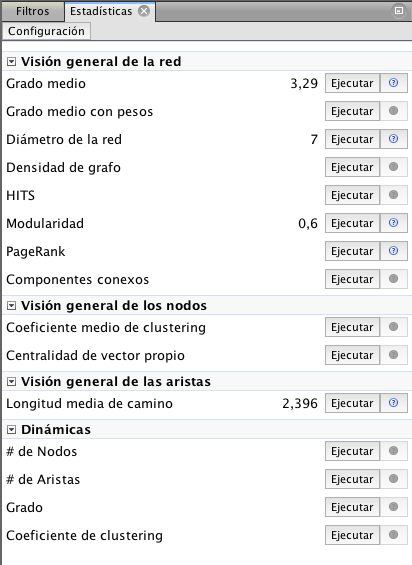 Filtros Estadísticas
Configuración
Visión general de la red
Grado medio 3,29 Ejecutar ?
Grado medio con pesos Ejecutar ?
Diámetro de la red 7 Ejecutar ?
Densidad de grafo Ejecutar ?
HITS Ejecutar ?
Modularidad 0,6 Ejecutar ?
PageRank Ejecutar ?
Componentes conexos Ejecutar ?
Visión general de los nodos
Coeficiente medio de clustering Ejecutar ?
Centralidad de vector propio Ejecutar ?
Visión general de las aristas
Longitud media de camino 2,396 Ejecutar ?
Dinámicas
# de Nodos Ejecutar ?
# de Aristas Ejecutar ?
Grado Ejecutar ?
Coeficiente de clustering Ejecutar ?